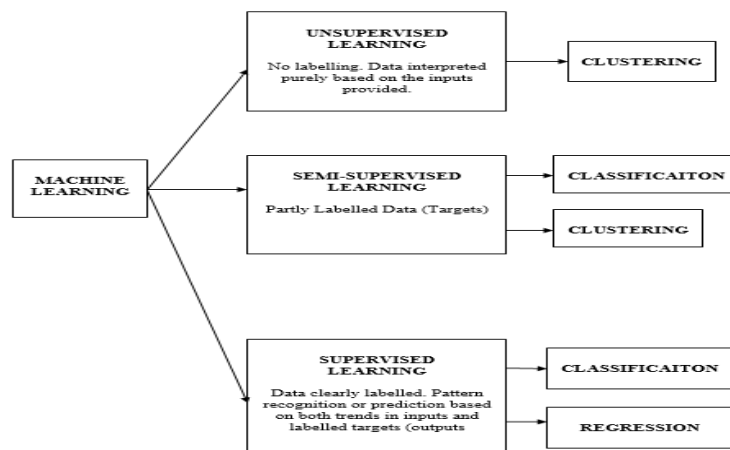 UNSUPERVISED
LEARNING
No labelling. Data interpreted
purely based on the inputs
provided.
CLUSTERING
MACHINE
LEARNING
SEMI-SUPERVISED
LEARNING
Partly Labelled Data (Targets)
CLASSIFICAITON
CLUSTERING
SUPERVISED
LEARNING
Data clearly labelled. Pattern
recognition or prediction based
on both trends in inputs and
labelled targets (outputs
CLASSIFICAITON
REGRESSION